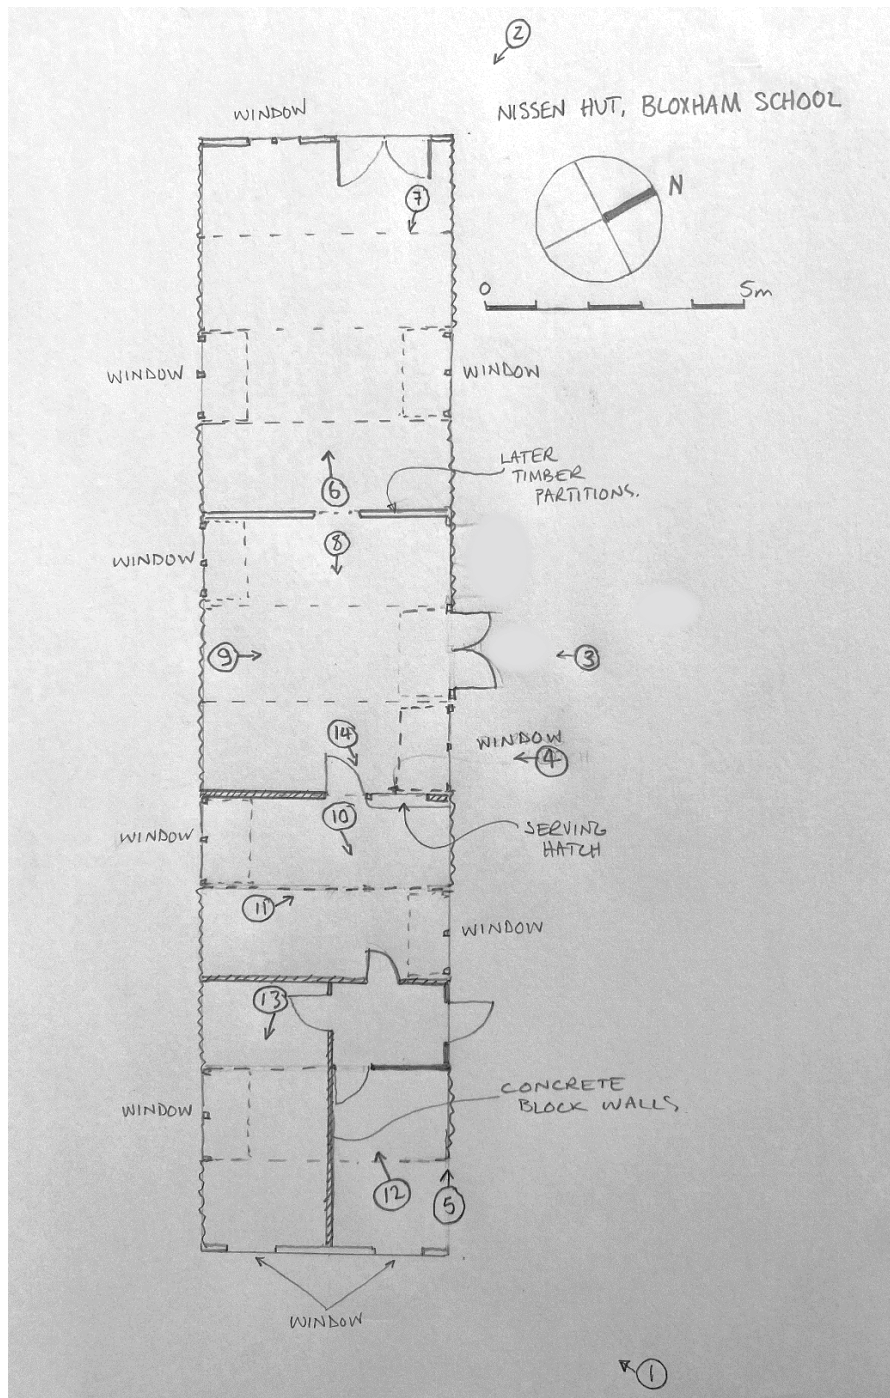 2
NISSEN HUT, BLOXHAM SCHOOL
WINDOW
N
7
0 5m
WINDOW
WINDOW
LATER
TIMBER
PARTITIONS.
6
8
WINDOW
9
3
14
WINDOW
4
10
SERVING
HATCH
WINDOW
11
WINDOW
13
CONCRETE
BLOCK WALLS
WINDOW
12
5
WINDOW
1